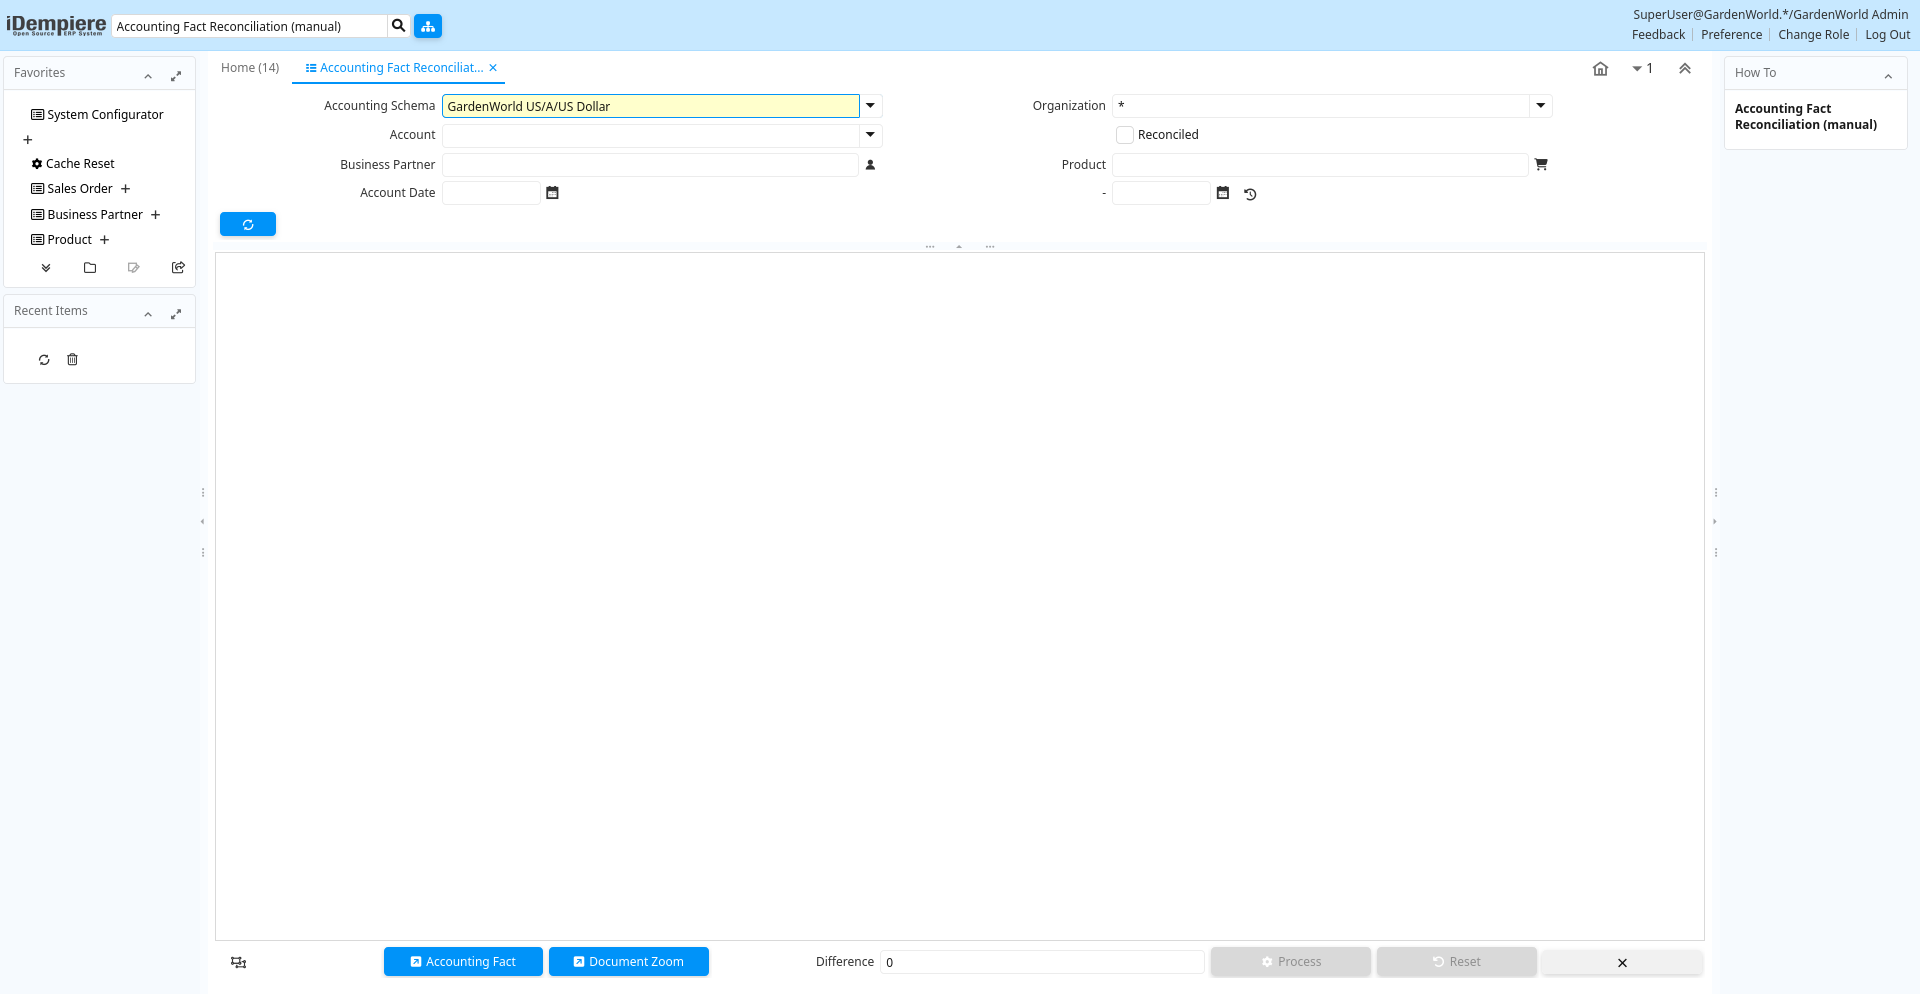 iDempiere
Open Source ERP System
Accounting Fact Reconciliation (manual)
SuperUser@GardenWorld.*/GardenWorld Admin
Feedback
Preference
Change Role
Log Out
Favorites
System Configurator
Cache Reset
Sales Order
Business Partner
Product
Recent Items
Home (14)
Accounting Fact Reconciliat...
1
Accounting Schema
GardenWorld US/A/US Dollar
Organization
*
Account
Reconciled
Business Partner
Product
Account Date
-
Accounting Fact
Document Zoom
Difference
0
Process
Reset
How To
Accounting Fact
Reconciliation (manual)